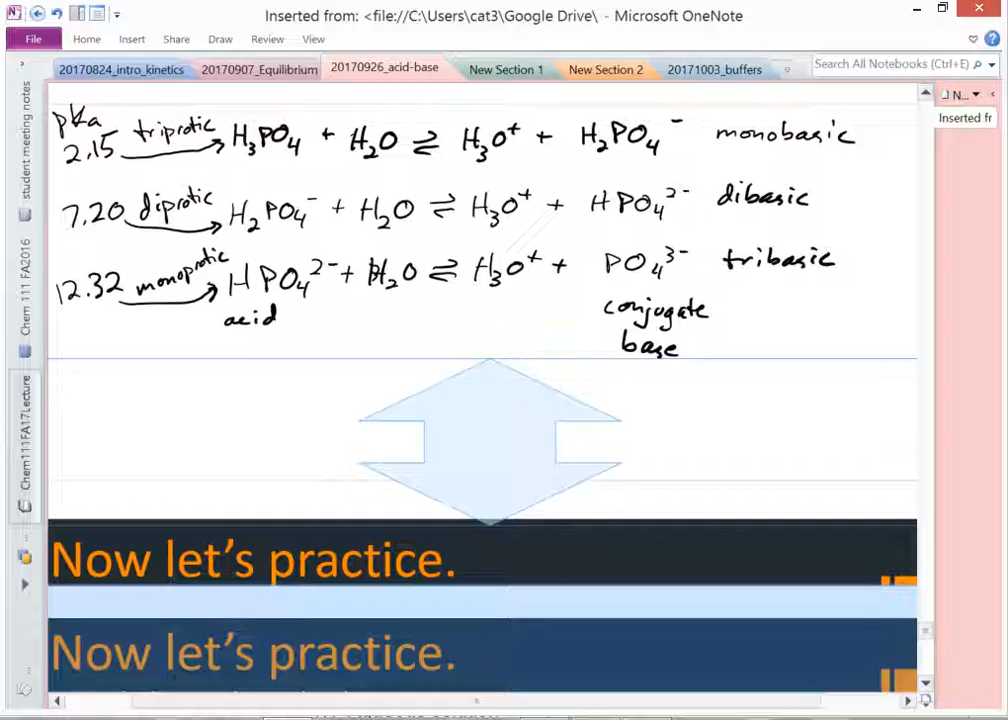 Inserted from: <file://C:\Users\cat3\Google Drive\ - Microsoft OneNote
File Home Insert Share Draw Review View
20170824_intro_kinetics 20170907_Equilibrium 20170926_acid-base New Section 1 New Section 2 20171003_buffers Search All Notebooks (Ctrl+E)
N...
Inserted fr
student meeting notes
Chem 111 FA2016
Chem111FA17Lecture
pKa
2.15 triprotic H₃PO₄ + H₂O ⇌ H₃O⁺ + H₂PO₄⁻ monobasic
7.20 diprotic H₂PO₄⁻ + H₂O ⇌ H₃O⁺ + HPO₄²⁻ dibasic
12.32 monoprotic HPO₄²⁻ + H₂O ⇌ H₃O⁺ + PO₄³⁻ tribasic
acid conjugate
base
Now let's practice.
Now let's practice.